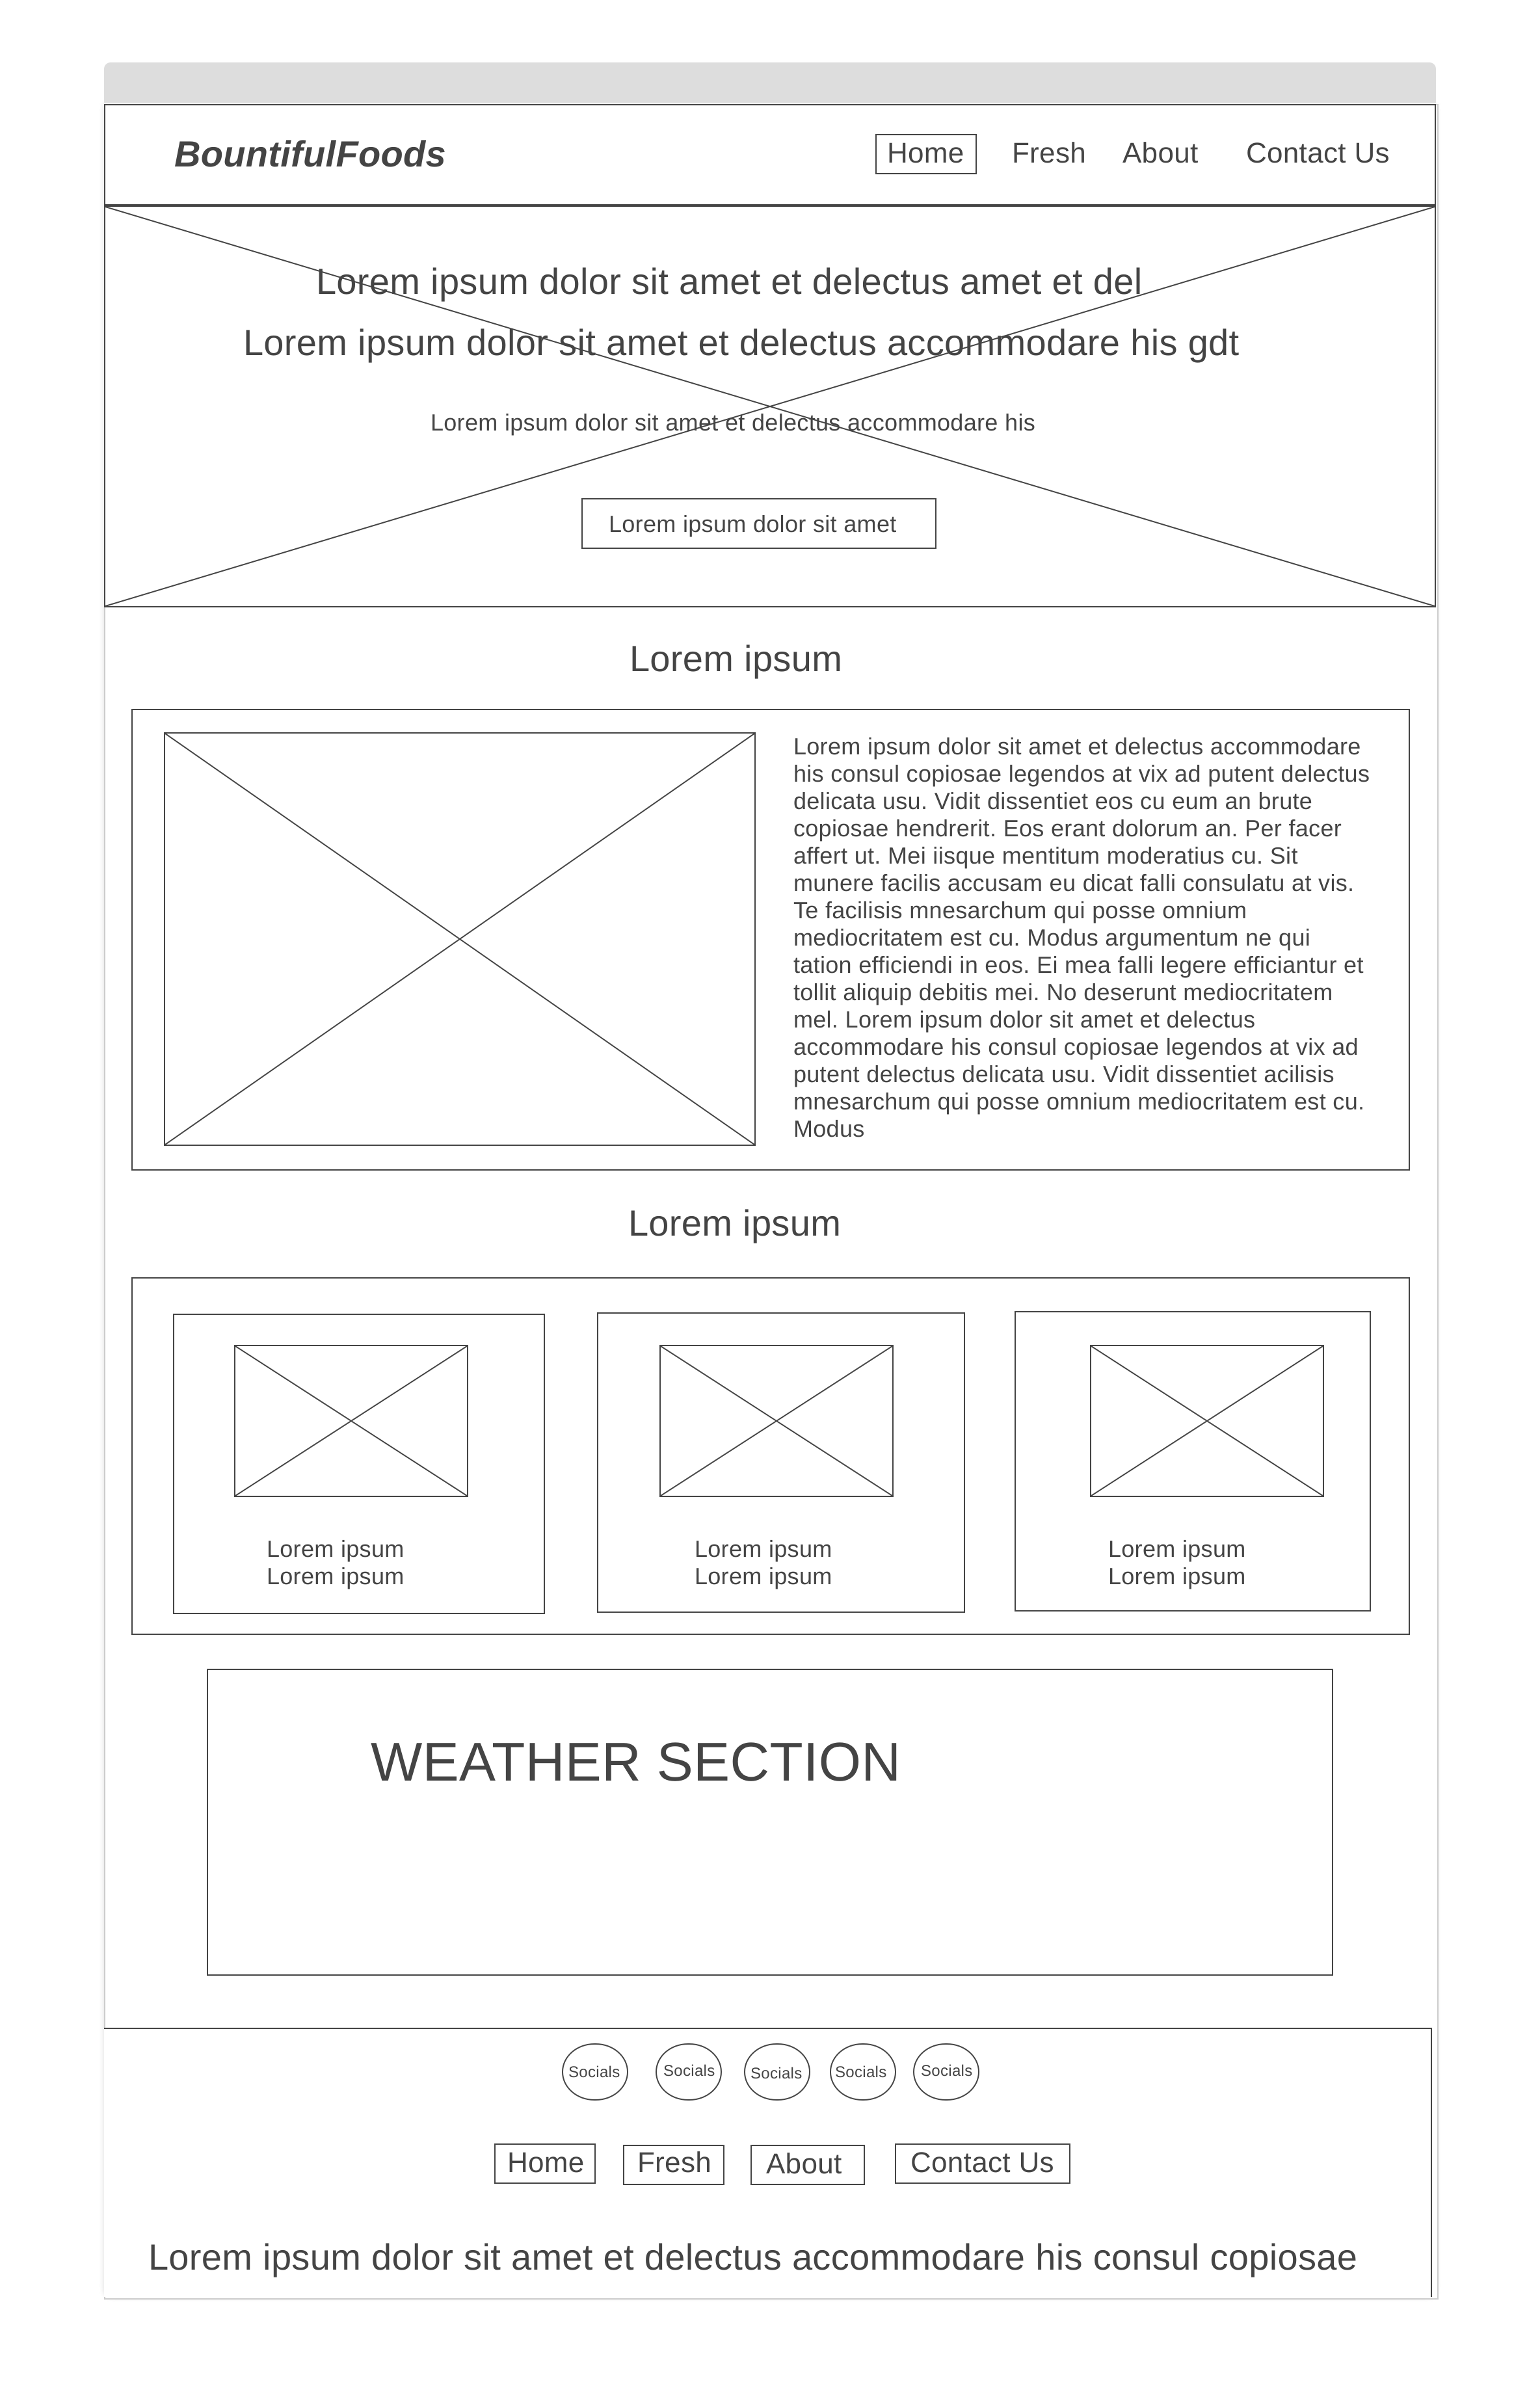 BountifulFoods
Home Fresh About Contact Us
Lorem ipsum dolor sit amet et delectus amet et del
Lorem ipsum dolor sit amet et delectus accommodare his gdt
Lorem ipsum dolor sit amet et delectus accommodare his
Lorem ipsum dolor sit amet
Lorem ipsum
Lorem ipsum dolor sit amet et delectus accommodare
his consul copiosae legendos at vix ad putent delectus
delicata usu. Vidit dissentiet eos cu eum an brute
copiosae hendrerit. Eos erant dolorum an. Per facer
affert ut. Mei iisque mentitum moderatius cu. Sit
munere facilis accusam eu dicat falli consulatu at vis.
Te facilisis mnesarchum qui posse omnium
mediocritatem est cu. Modus argumentum ne qui
tation efficiendi in eos. Ei mea falli legere efficiantur et
tollit aliquip debitis mei. No deserunt mediocritatem
mel. Lorem ipsum dolor sit amet et delectus
accommodare his consul copiosae legendos at vix ad
putent delectus delicata usu. Vidit dissentiet acilisis
mnesarchum qui posse omnium mediocritatem est cu.
Modus
Lorem ipsum
Lorem ipsum
Lorem ipsum
Lorem ipsum
Lorem ipsum
Lorem ipsum
Lorem ipsum
WEATHER SECTION
Socials Socials Socials Socials Socials
Home Fresh About Contact Us
Lorem ipsum dolor sit amet et delectus accommodare his consul copiosae